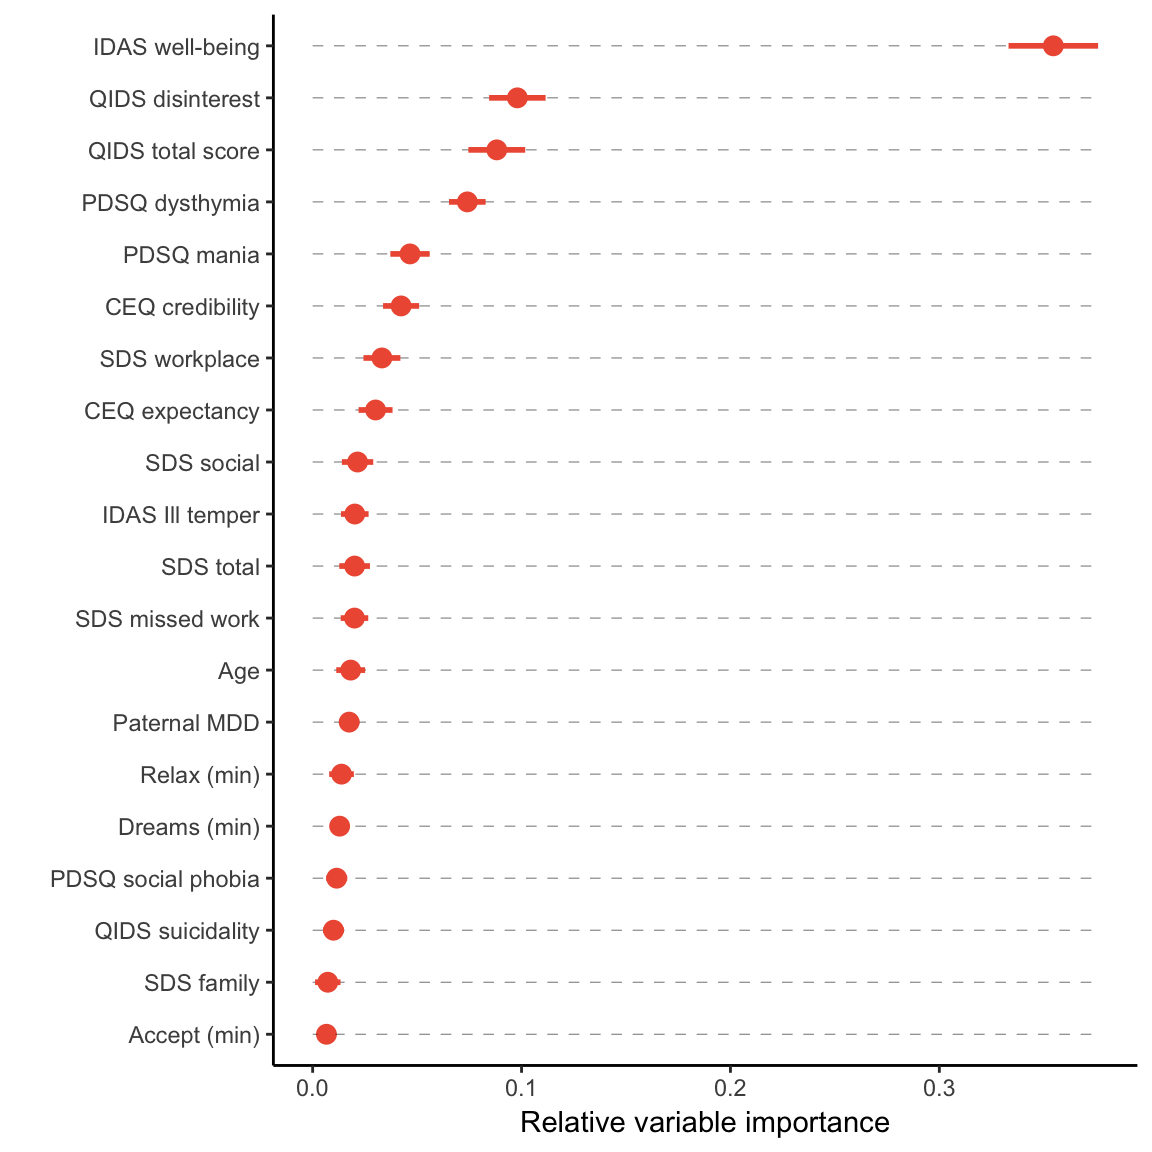 IDAS well-being
QIDS disinterest
QIDS total score
PDSQ dysthymia
PDSQ mania
CEQ credibility
SDS workplace
CEQ expectancy
SDS social
IDAS Ill temper
SDS total
SDS missed work
Age
Paternal MDD
Relax (min)
Dreams (min)
PDSQ social phobia
QIDS suicidality
SDS family
Accept (min)
0.0 0.1 0.2 0.3
Relative variable importance